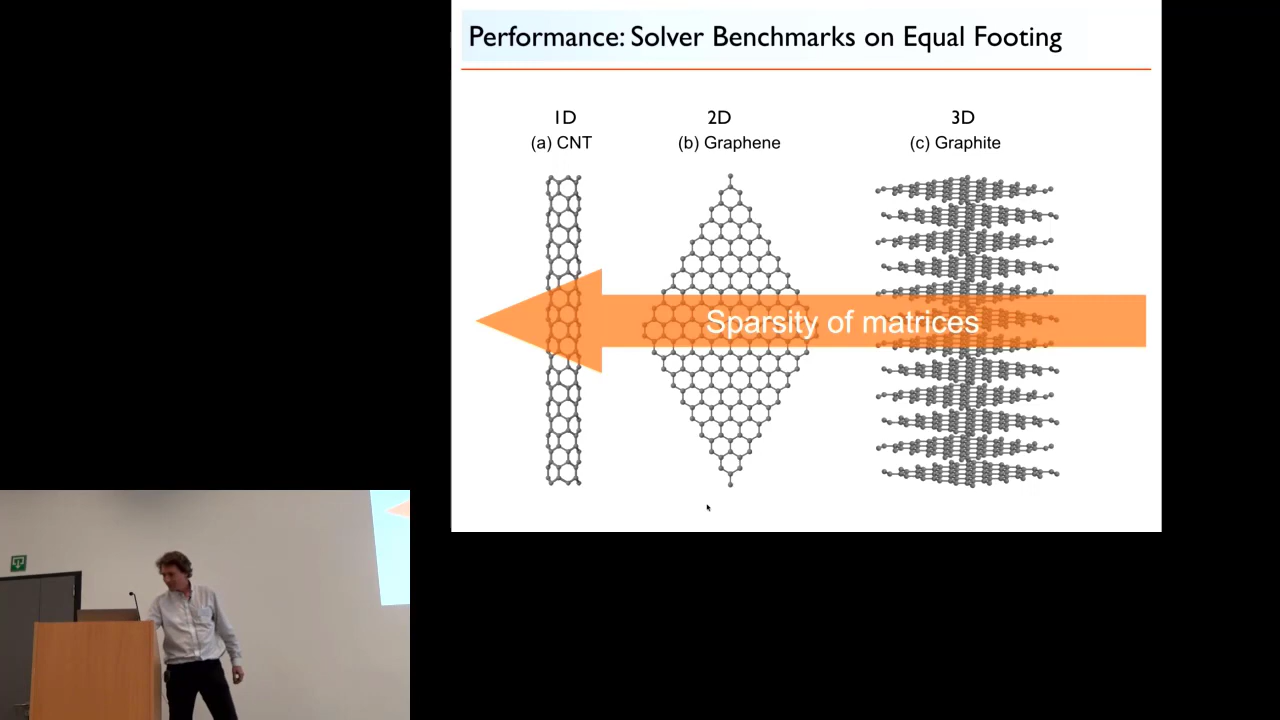 Performance: Solver Benchmarks on Equal Footing
1D
2D
3D
(a) CNT
(b) Graphene
(c) Graphite
Sparsity of matrices